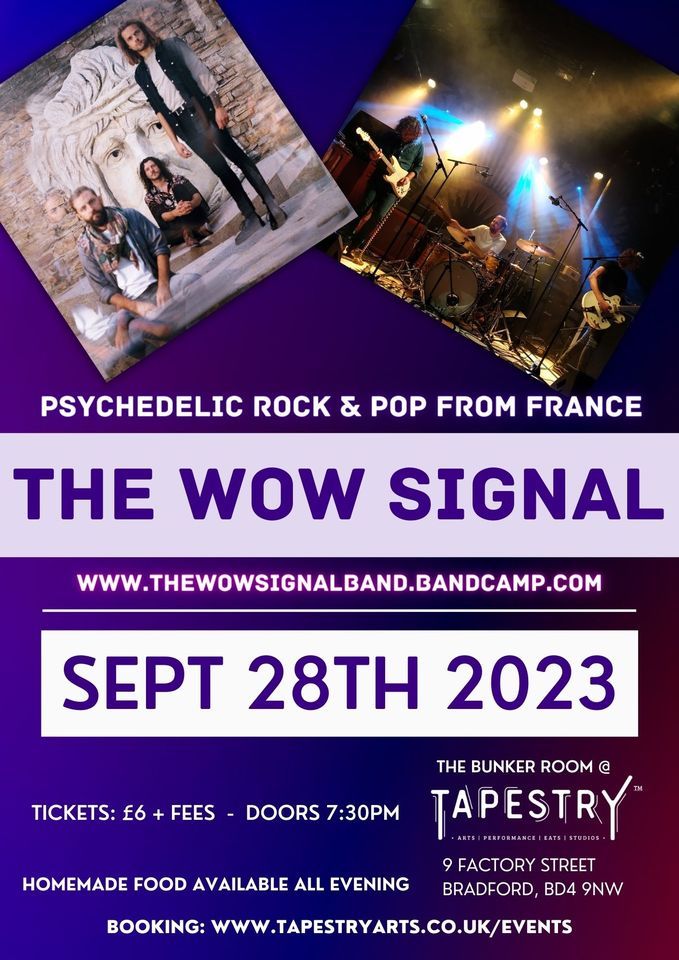 PSYCHEDELIC ROCK & POP FROM FRANCE
THE WOW SIGNAL
WWW.THEWOWSIGNALBAND.BANDCAMP.COM
SEPT 28TH 2023
TICKETS: £6 + FEES - DOORS 7:30PM
HOMEMADE FOOD AVAILABLE ALL EVENING
THE BUNKER ROOM @
TAPESTRY™
• ARTS | PERFORMANCE | EATS | STUDIOS •
9 FACTORY STREET
BRADFORD, BD4 9NW
BOOKING: WWW.TAPESTRYARTS.CO.UK/EVENTS